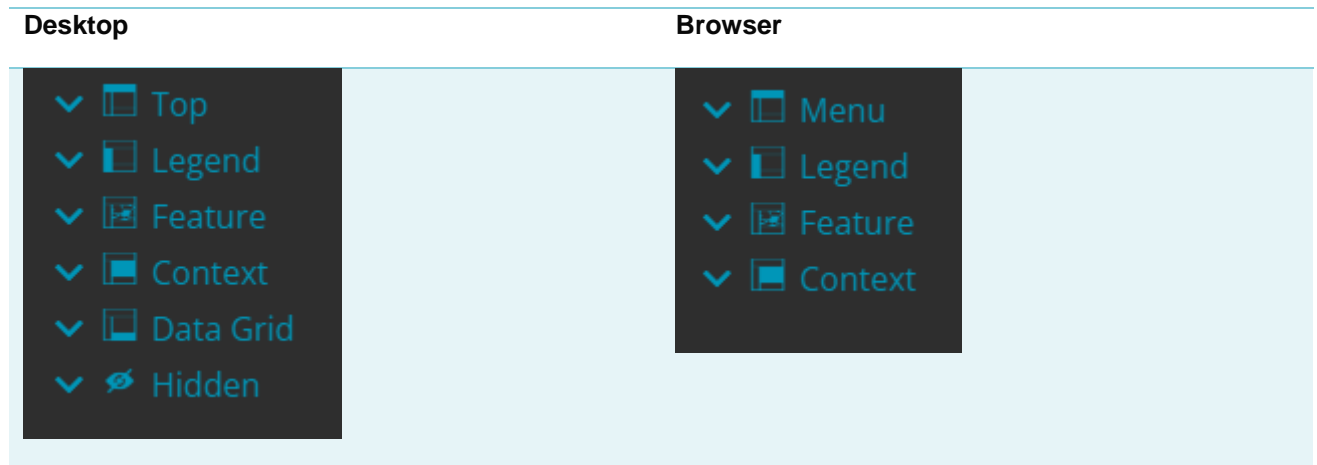 Desktop
Browser
Top
Legend
Feature
Context
Data Grid
Hidden
Menu
Legend
Feature
Context